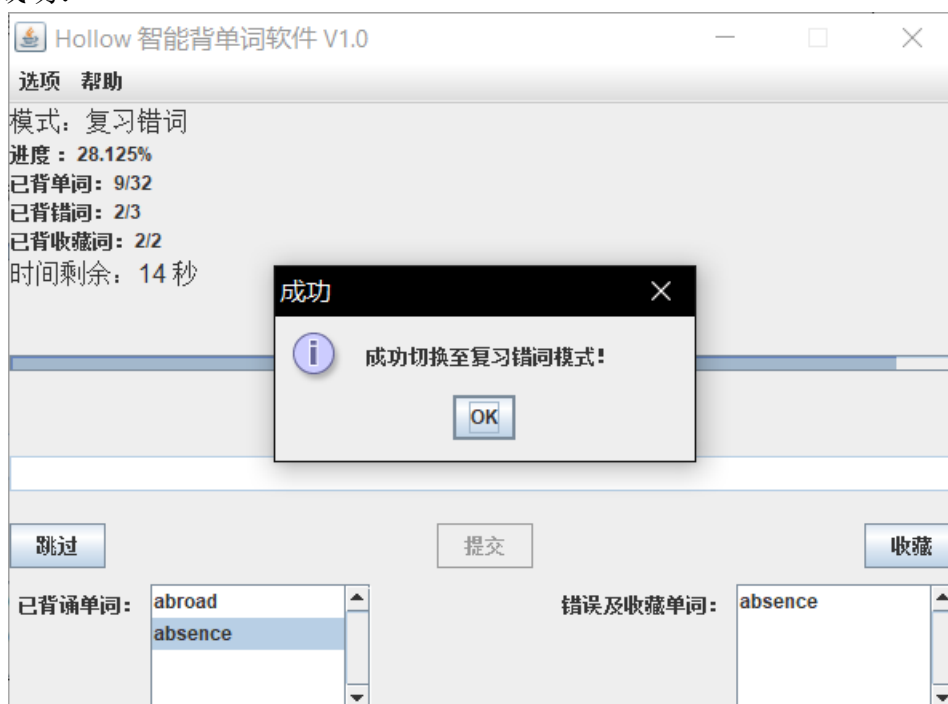 Hollow 智能背单词软件 V1.0
选项 帮助
模式：复习错词
进度：28.125%
已背单词：9/32
已背错词：2/3
已背收藏词：2/2
时间剩余：14 秒
成功
成功切换至复习错词模式！
OK
跳过 提交 收藏
已背诵单词： abroad
absence
错误及收藏单词： absence